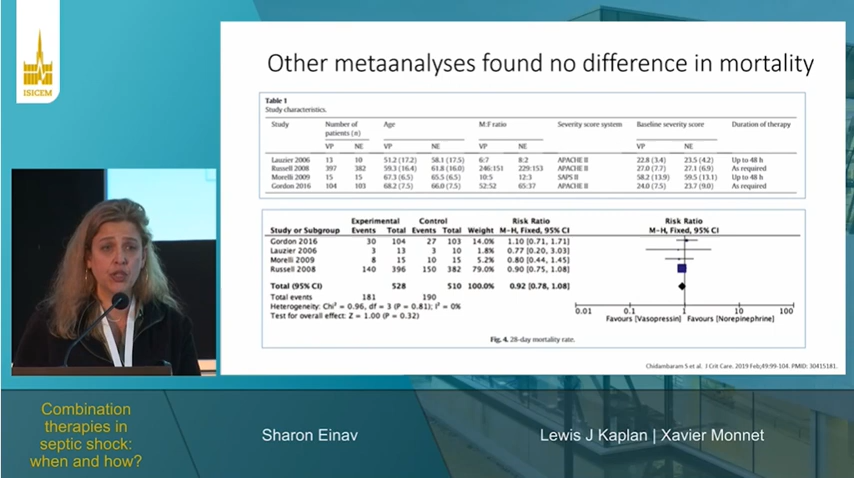 ISICEM
Other metaanalyses found no difference in mortality
Table 1
Study characteristics.
Study Number of patients (n) Age M:F ratio Severity score system Baseline severity score Duration of therapy
VP NE VP NE VP NE VP NE
Lauzier 2006 13 10 51.2 (17.2) 58.1 (17.5) 6:7 8:2 APACHE II 22.8 (3.4) 23.5 (4.2) Up to 48 h
Russell 2008 397 382 59.3 (16.4) 61.8 (16.0) 246:151 229:153 APACHE II 27.0 (7.7) 27.1 (6.9) As required
Morelli 2009 15 15 67.3 (6.5) 65.5 (6.5) 10:5 12:3 SAPS II 58.2 (13.9) 59.5 (13.1) Up to 48 h
Gordon 2016 104 103 68.2 (7.5) 66.0 (7.5) 52:52 65:37 APACHE II 24.0 (7.5) 23.7 (9.0) As required
Experimental Control Risk Ratio Risk Ratio
Study or Subgroup Events Total Events Total Weight M-H, Fixed, 95% CI M-H, Fixed, 95% CI
Gordon 2016 30 104 27 103 14.0% 1.10 [0.71, 1.71]
Lauzier 2006 3 13 3 10 1.8% 0.77 [0.20, 3.03]
Morelli 2009 8 15 10 15 5.2% 0.80 [0.44, 1.45]
Russell 2008 140 396 150 382 79.0% 0.90 [0.75, 1.08]
Total (95% CI) 528 510 100.0% 0.92 [0.78, 1.08]
Total events 181 190
Heterogeneity: Chi² = 0.96, df = 3 (P = 0.81); I² = 0%
Test for overall effect: Z = 1.00 (P = 0.32)
0.01 0.1 1 10 100
Favours [Vasopressin] Favours [Norepinephrine]
Fig. 4. 28-day mortality rate.
Chidambaram S et al. J Crit Care. 2019 Feb;49:99-104. PMID: 30415181.
Combination
therapies in
septic shock:
when and how?
Sharon Einav
Lewis J Kaplan | Xavier Monnet